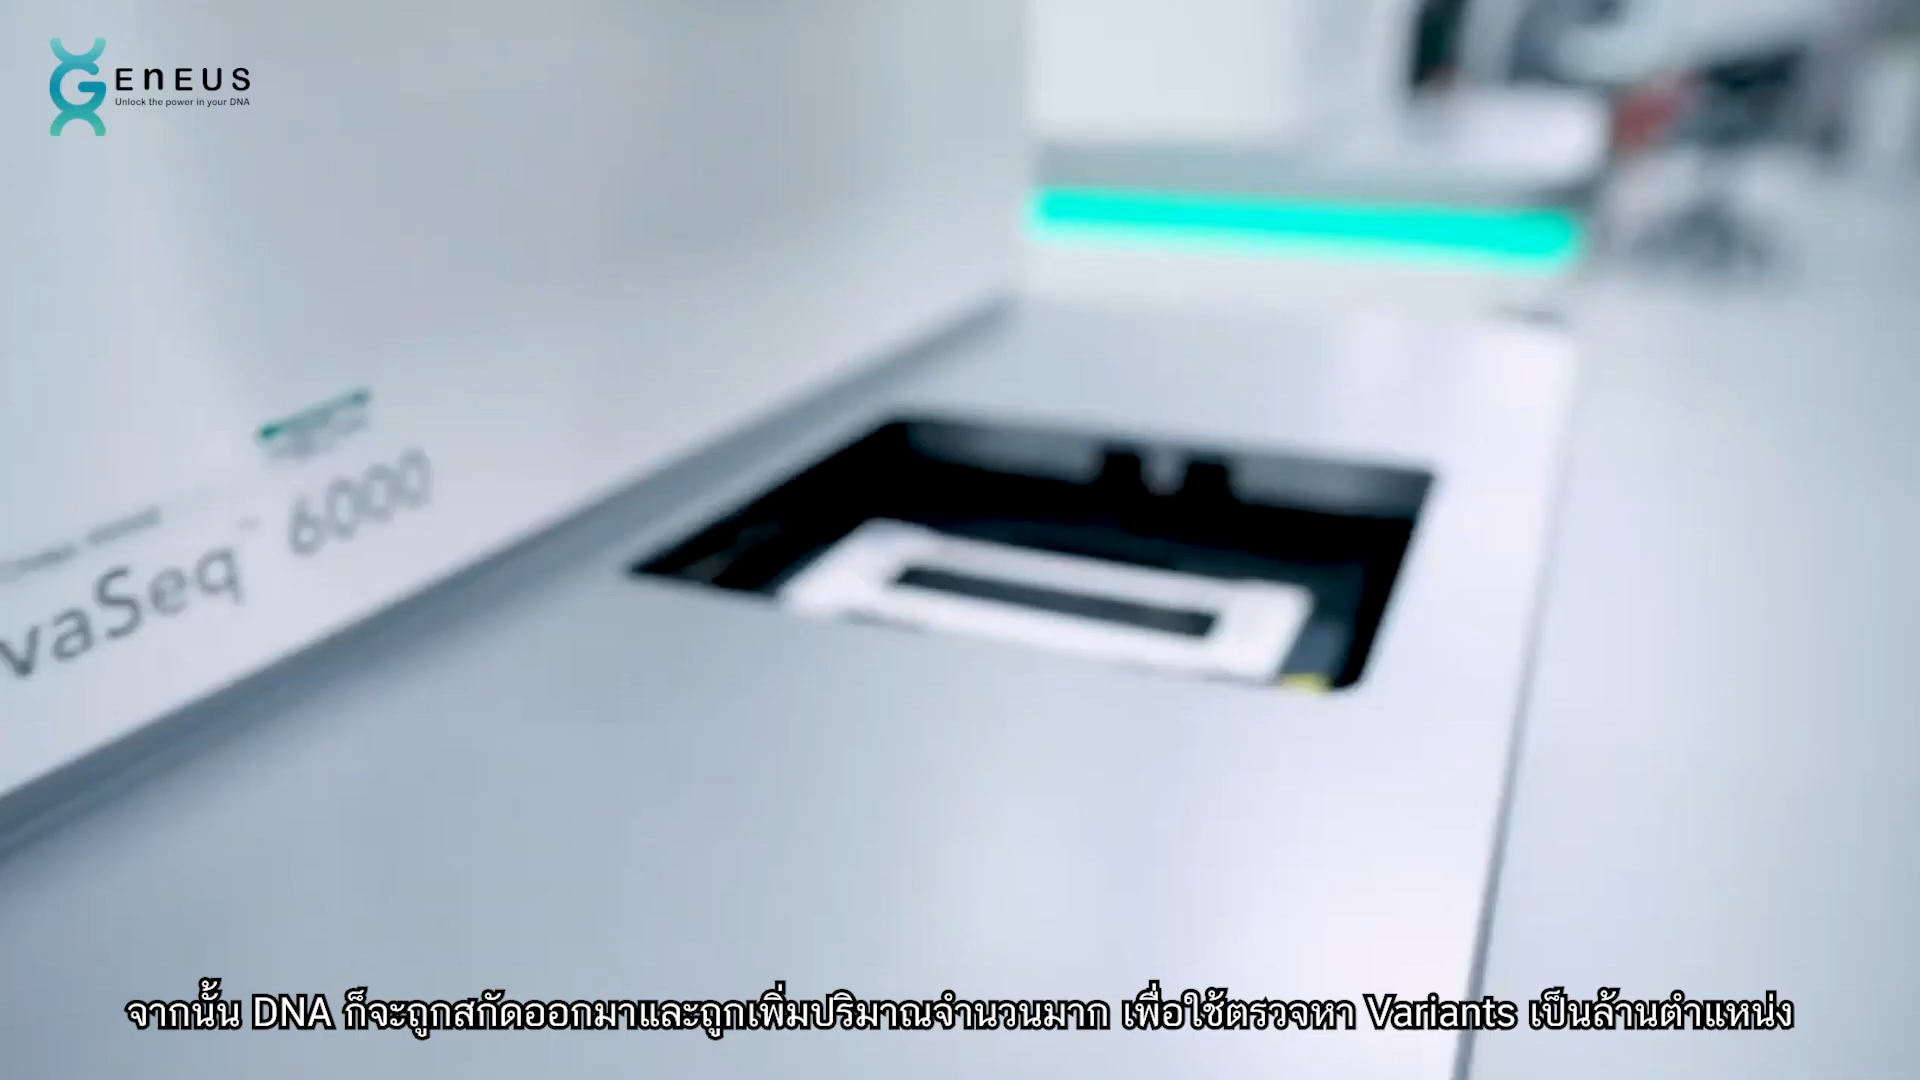 GENEUS
Unlock the power in your DNA
vaSeq™ 6000
จากนั้น DNA ก็จะถูกสกัดออกมาและถูกเพิ่มปริมาณจำนวนมาก เพื่อใช้ตรวจหา Variants เป็นล้านตำแหน่ง